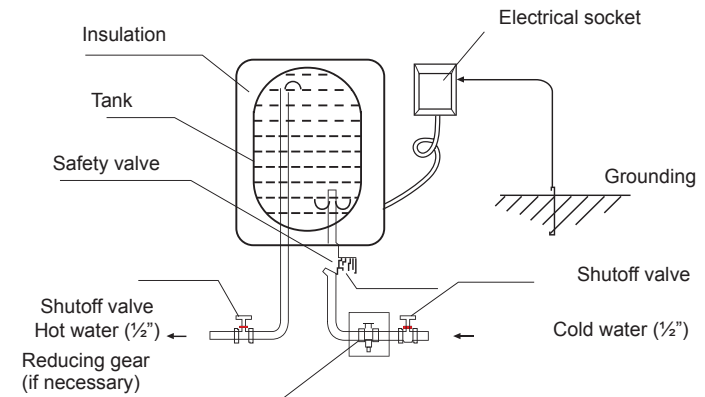 Electrical socket
Insulation
Tank
Safety valve
Grounding
Shutoff valve
Shutoff valve
Hot water (½”)
Cold water (½”)
Reducing gear
(if necessary)